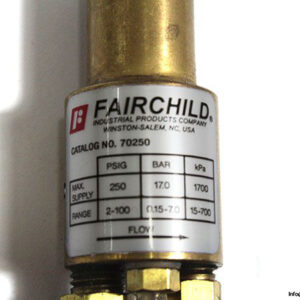 FAIRCHILD®
INDUSTRIAL PRODUCTS COMPANY
WINSTON-SALEM, NC, USA
CATALOG NO. 70250
PSIG BAR kPa
MAX. SUPPLY 250 17.0 1700
RANGE 2-100 0.15-7.0 15-700
FLOW